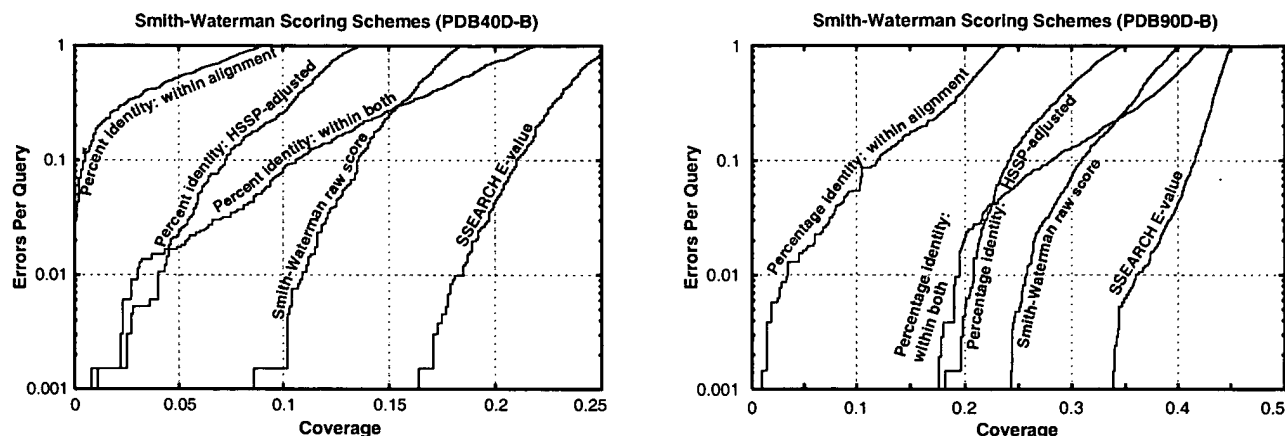 Smith-Waterman Scoring Schemes (PDB40D-B)
Errors Per Query
1
0.1
0.01
0.001
Percent identity: within alignment
Percent identity: HSSP-adjusted
Percent identity: within both
Smith-Waterman raw score
SSEARCH E-value
0
0.05
0.1
0.15
0.2
0.25
Coverage
Smith-Waterman Scoring Schemes (PDB90D-B)
Errors Per Query
1
0.1
0.01
0.001
Percentage identity: within alignment
Percentage identity:
within both
Percentage identity: HSSP-adjusted
Smith-Waterman raw score
SSEARCH E-value
0
0.1
0.2
0.3
0.4
0.5
Coverage